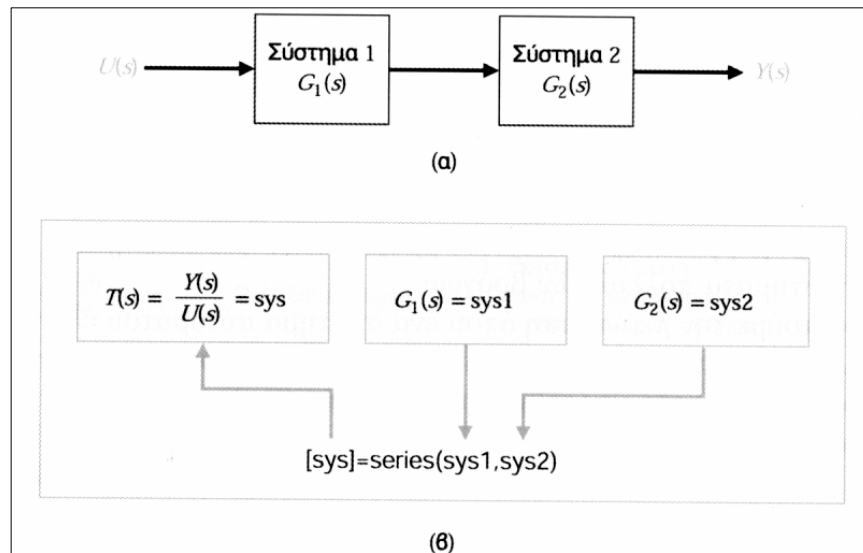 U(s)
Σύστημα 1
G₁(s)
Σύστημα 2
G₂(s)
Y(s)
(α)
T(s) = Y(s) / U(s) = sys
G₁(s) = sys1
G₂(s) = sys2
[sys]=series(sys1,sys2)
(β)